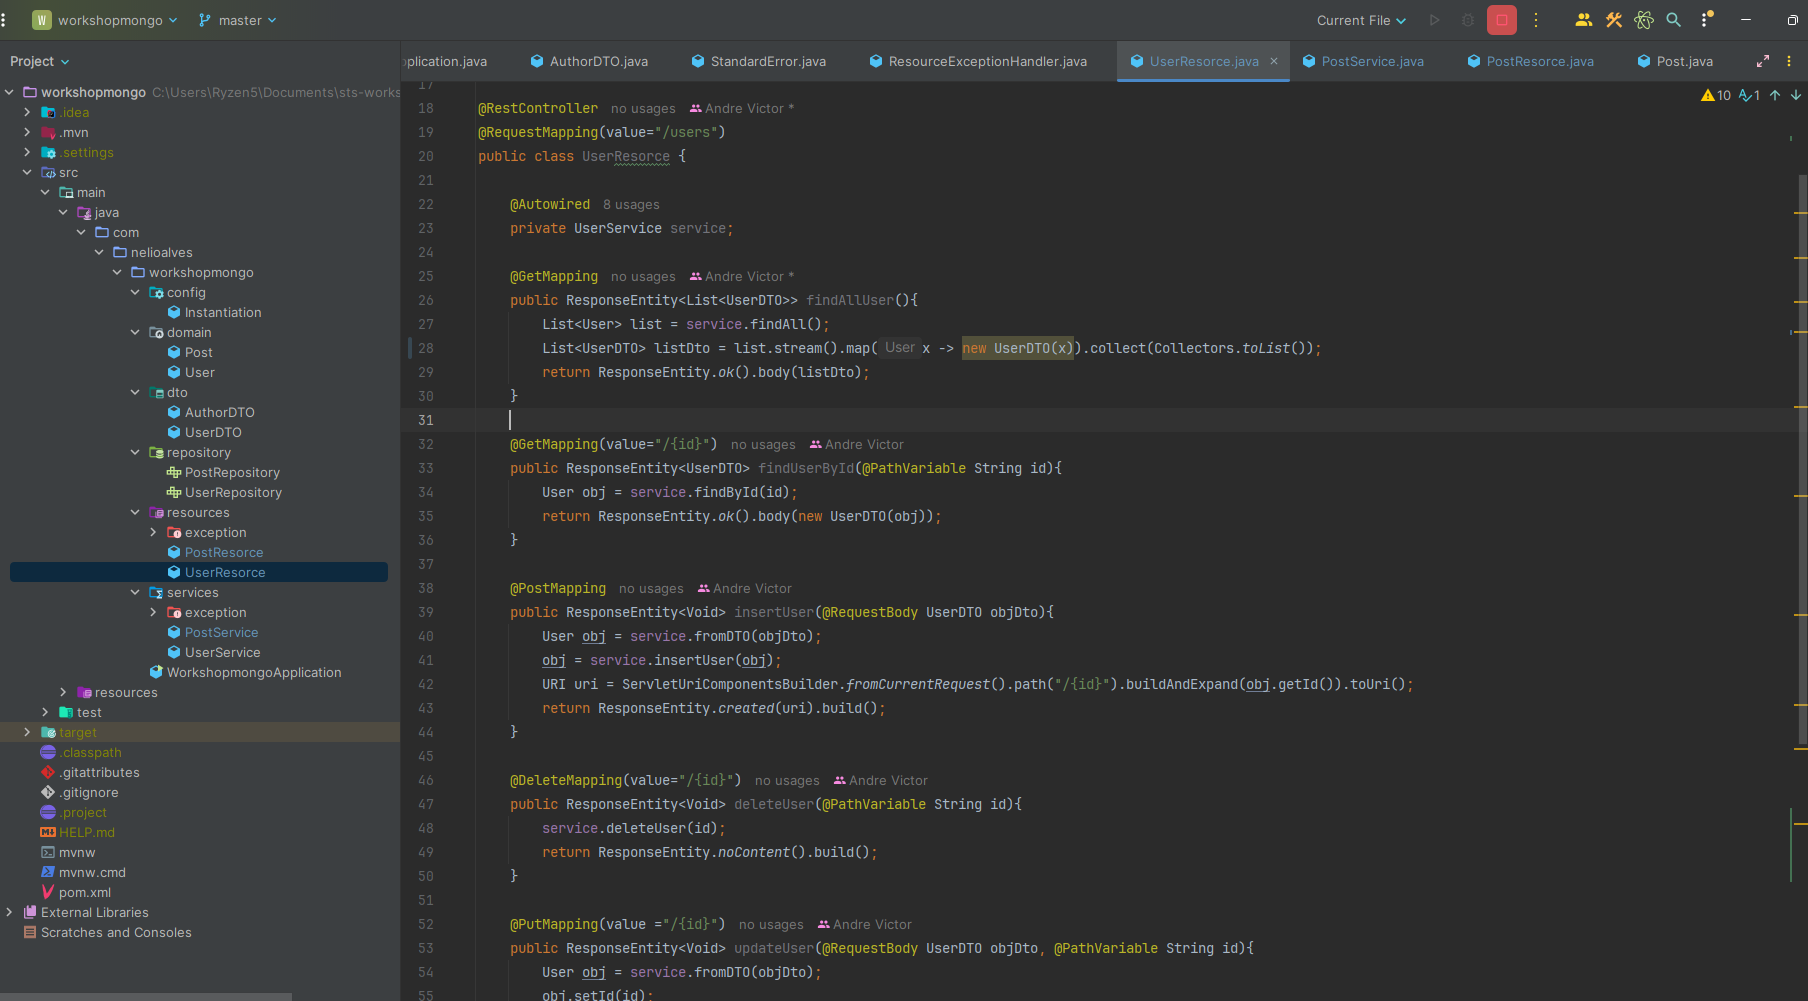 W workshopmongo master Current File
Project
pplication.java AuthorDTO.java StandardError.java ResourceExceptionHandler.java UserResorce.java PostService.java PostResorce.java Post.java
workshopmongo C:\Users\Ryzen5\Documents\sts-works
.idea
.mvn
.settings
src
main
java
com
nelioalves
workshopmongo
config
Instantiation
domain
Post
User
dto
AuthorDTO
UserDTO
repository
PostRepository
UserRepository
resources
exception
PostResorce
UserResorce
services
exception
PostService
UserService
WorkshopmongoApplication
resources
test
target
.classpath
.gitattributes
.gitignore
.project
HELP.md
mvnw
mvnw.cmd
pom.xml
External Libraries
Scratches and Consoles
10 1
17
18 @RestController no usages Andre Victor *
19 @RequestMapping(value="/users")
20 public class UserResorce {
21
22 @Autowired 8 usages
23 private UserService service;
24
25 @GetMapping no usages Andre Victor *
26 public ResponseEntity<List<UserDTO>> findAllUser(){
27 List<User> list = service.findAll();
28 List<UserDTO> listDto = list.stream().map( User x -> new UserDTO(x)).collect(Collectors.toList());
29 return ResponseEntity.ok().body(listDto);
30 }
31
32 @GetMapping(value="/{id}") no usages Andre Victor
33 public ResponseEntity<UserDTO> findUserById(@PathVariable String id){
34 User obj = service.findById(id);
35 return ResponseEntity.ok().body(new UserDTO(obj));
36 }
37
38 @PostMapping no usages Andre Victor
39 public ResponseEntity<Void> insertUser(@RequestBody UserDTO objDto){
40 User obj = service.fromDTO(objDto);
41 obj = service.insertUser(obj);
42 URI uri = ServletUriComponentsBuilder.fromCurrentRequest().path("/{id}").buildAndExpand(obj.getId()).toUri();
43 return ResponseEntity.created(uri).build();
44 }
45
46 @DeleteMapping(value="/{id}") no usages Andre Victor
47 public ResponseEntity<Void> deleteUser(@PathVariable String id){
48 service.deleteUser(id);
49 return ResponseEntity.noContent().build();
50 }
51
52 @PutMapping(value ="/{id}") no usages Andre Victor
53 public ResponseEntity<Void> updateUser(@RequestBody UserDTO objDto, @PathVariable String id){
54 User obj = service.fromDTO(objDto);
55 obj.setId(id);